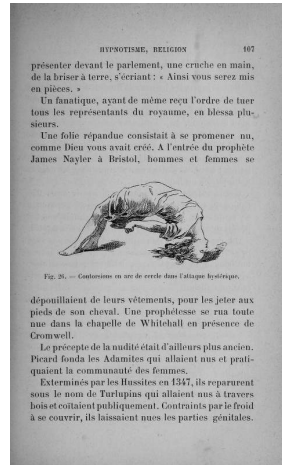 HYPNOTISME, RELIGION 107
présenter devant le parlement, une cruche en main,
de la briser à terre, s'écriant : « Ainsi vous serez mis
en pièces. »
Un fanatique, ayant de même reçu l'ordre de tuer
tous les représentants du royaume, en blessa plu-
sieurs.
Une folie répandue consistait à se promener nu,
comme Dieu vous avait créé. A l'entrée du prophète
James Nayler à Bristol, hommes et femmes se
Fig. 26. — Contorsions en arc de cercle dans l'attaque hystérique.
dépouillaient de leurs vêtements, pour les jeter aux
pieds de son cheval. Une prophétesse se rua toute
nue dans la chapelle de Whitehall en présence de
Cromwell.
Le précepte de la nudité était d'ailleurs plus ancien.
Picard fonda les Adamites qui allaient nus et prati-
quaient la communauté des femmes.
Exterminés par les Hussites en 1347, ils reparurent
sous le nom de Turlupins qui allaient nus à travers
bois et coïtaient publiquement. Contraints par le froid
à se couvrir, ils laissaient nues les parties génitales.